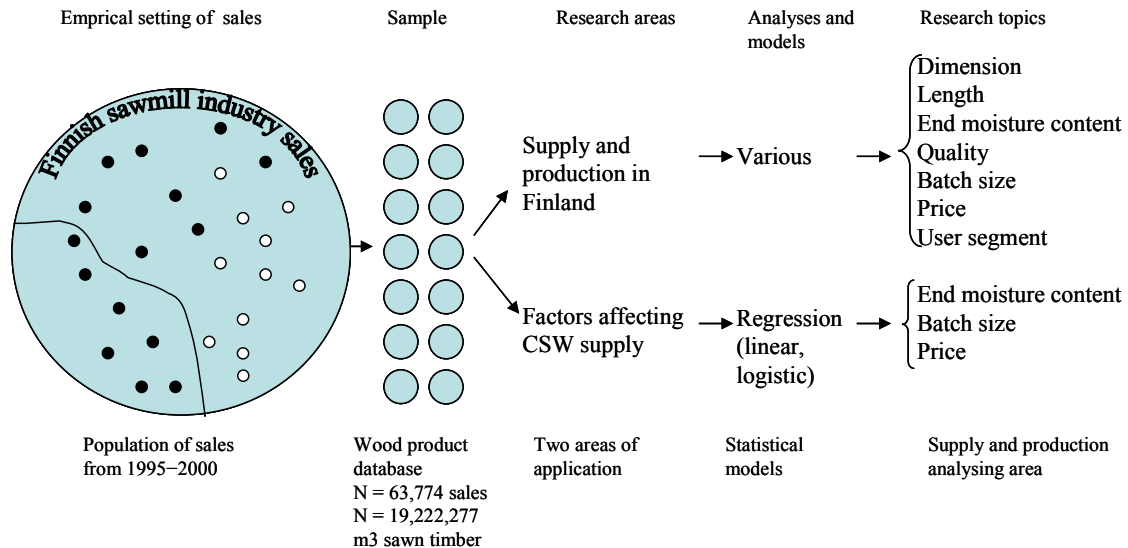 Emprical setting of sales
Sample
Research areas
Analyses and
models
Research topics
Finnish sawmill industry sales
Supply and
production in
Finland
Various
Dimension
Length
End moisture content
Quality
Batch size
Price
User segment
Factors affecting
CSW supply
Regression
(linear,
logistic)
End moisture content
Batch size
Price
Population of sales
from 1995−2000
Wood product
database
N = 63,774 sales
N = 19,222,277
m3 sawn timber
Two areas of
application
Statistical
models
Supply and production
analysing area